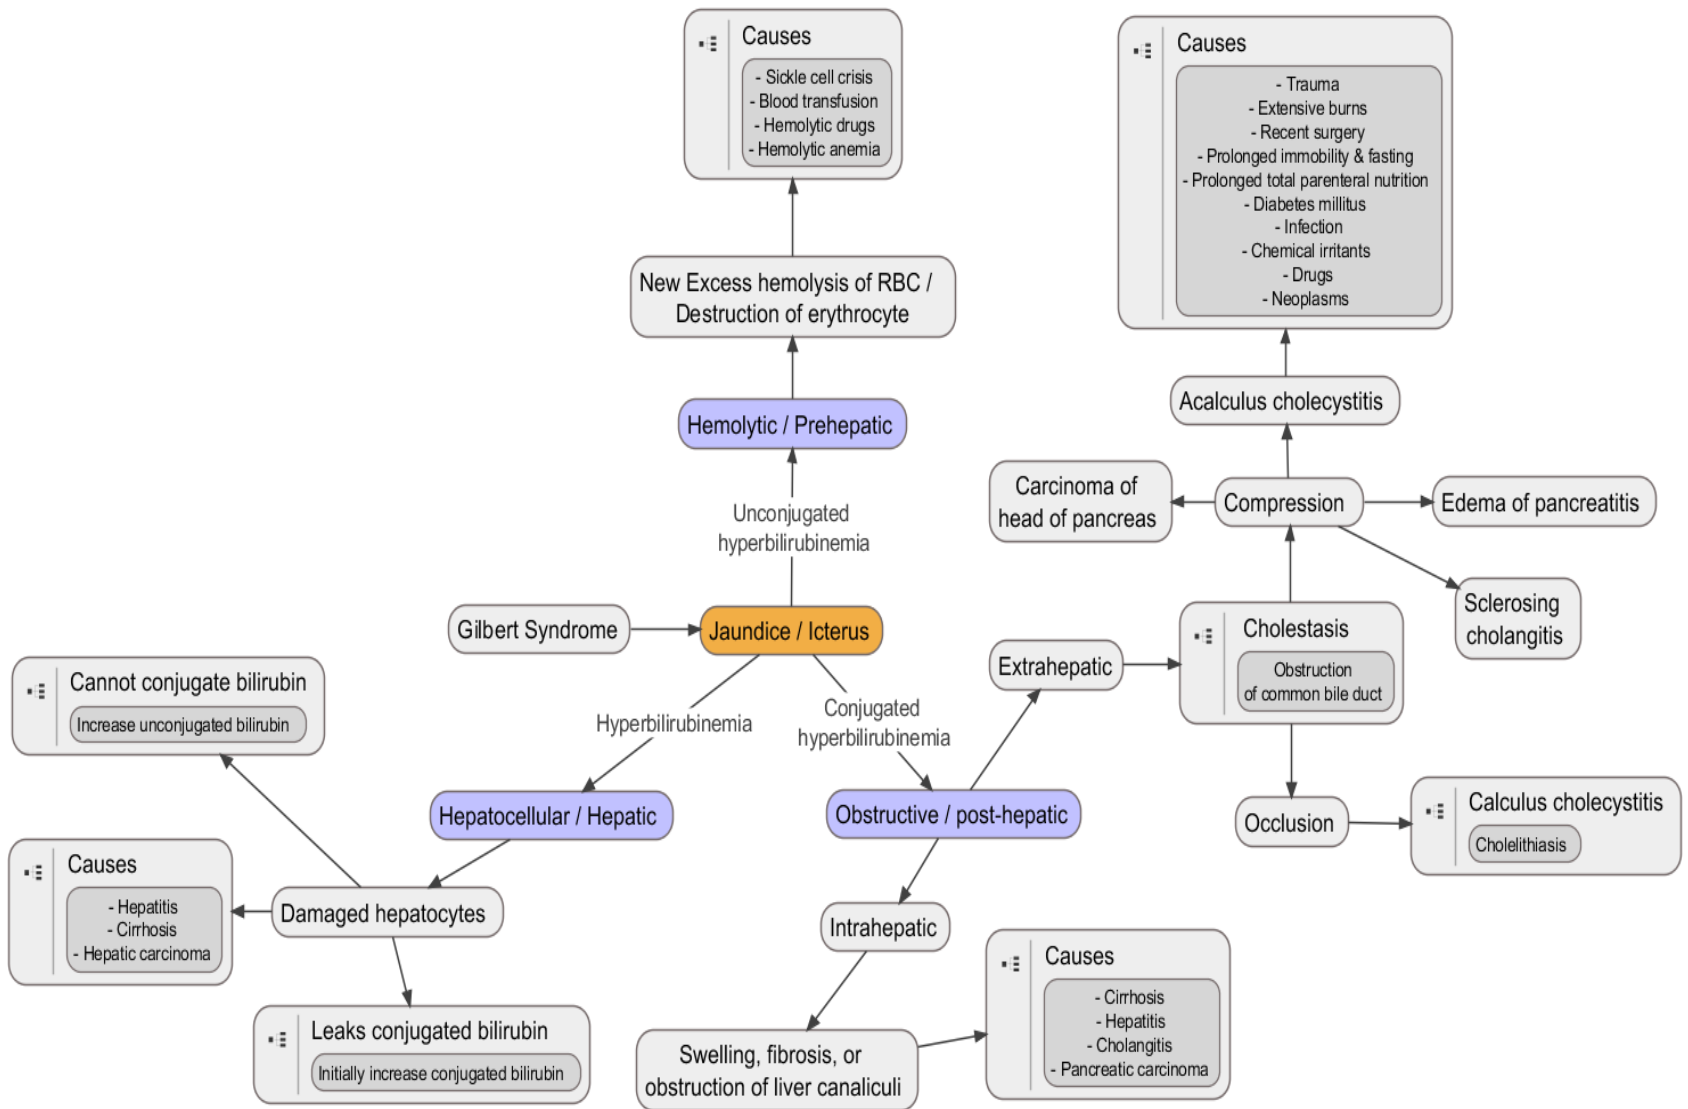 Causes
- Sickle cell crisis
- Blood transfusion
- Hemolytic drugs
- Hemolytic anemia
Causes
- Trauma
- Extensive burns
- Recent surgery
- Prolonged immobility & fasting
- Prolonged total parenteral nutrition
- Diabetes millitus
- Infection
- Chemical irritants
- Drugs
- Neoplasms
New Excess hemolysis of RBC /
Destruction of erythrocyte
Acalculus cholecystitis
Hemolytic / Prehepatic
Carcinoma of
head of pancreas
Compression
Edema of pancreatitis
Unconjugated
hyperbilirubinemia
Sclerosing
cholangitis
Gilbert Syndrome
Jaundice / Icterus
Extrahepatic
Cholestasis
Obstruction
of common bile duct
Cannot conjugate bilirubin
Increase unconjugated bilirubin
Hyperbilirubinemia
Conjugated
hyperbilirubinemia
Hepatocellular / Hepatic
Obstructive / post-hepatic
Occlusion
Calculus cholecystitis
Cholelithiasis
Causes
- Hepatitis
- Cirrhosis
- Hepatic carcinoma
Damaged hepatocytes
Intrahepatic
Causes
- Cirrhosis
- Hepatitis
- Cholangitis
- Pancreatic carcinoma
Leaks conjugated bilirubin
Initially increase conjugated bilirubin
Swelling, fibrosis, or
obstruction of liver canaliculi